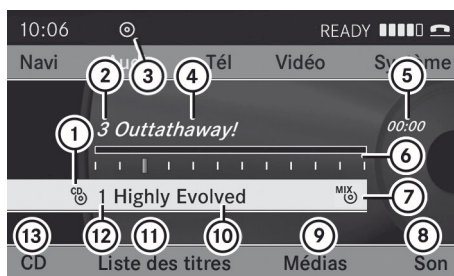 10:06 READY
Navi Tél Vidéo Système
2 3 4 5
3 Outtathaway! 00:00
1 6
CD 1 Highly Evolved MIX 7
13 12 11 10 9 8
CD Liste des titres Médias Son